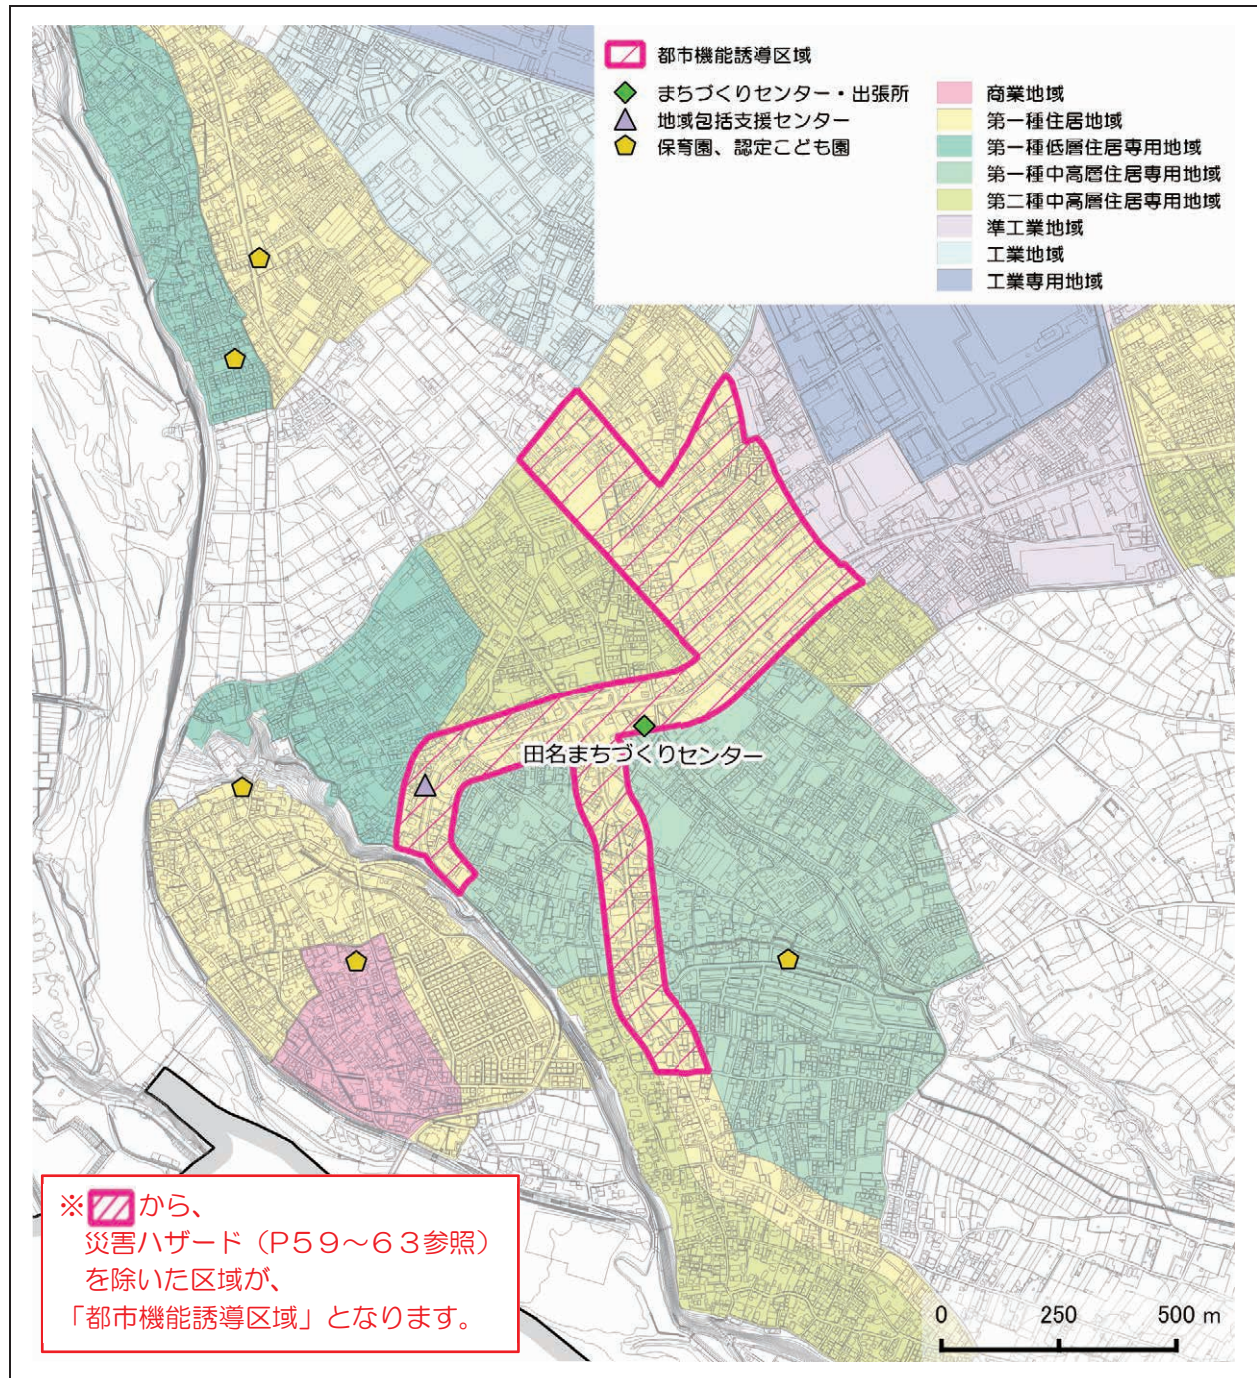 都市機能誘導区域
まちづくりセンター・出張所
地域包括支援センター
保育園、認定こども園
商業地域
第一種住居地域
第一種低層住居専用地域
第一種中高層住居専用地域
第二種中高層住居専用地域
準工業地域
工業地域
工業専用地域
田名まちづくりセンター
※から、
災害ハザード（P５９～６３参照）
を除いた区域が、
「都市機能誘導区域」となります。
0 250 500 m